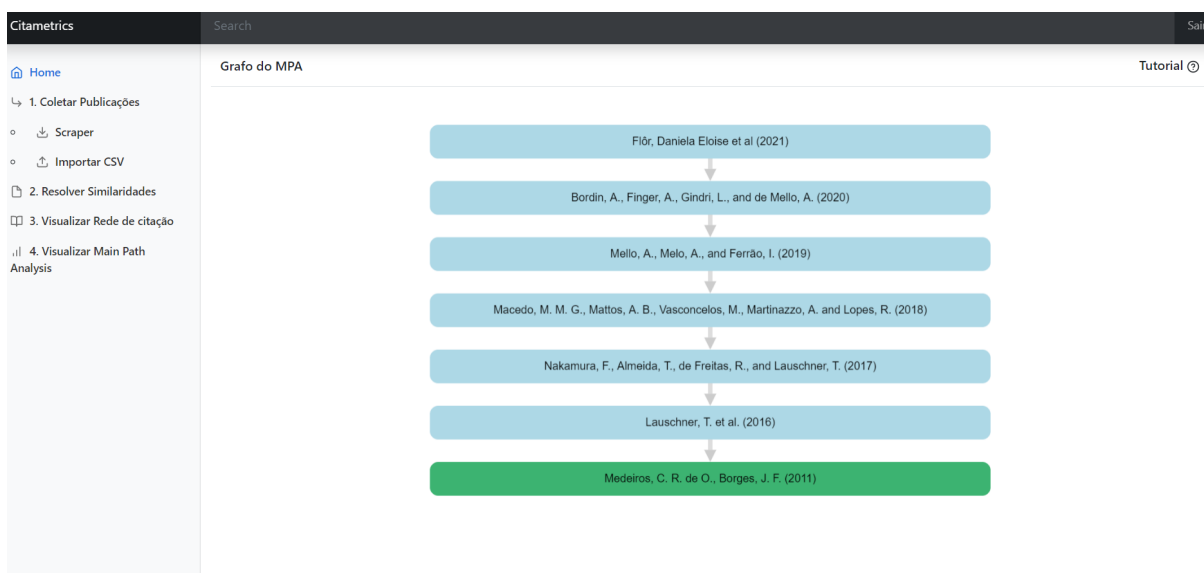 Citametrics
Search
Home
1. Coletar Publicações
Scraper
Importar CSV
2. Resolver Similaridades
3. Visualizar Rede de citação
4. Visualizar Main Path
Analysis
Grafo do MPA
Tutorial
Flôr, Daniela Eloise et al (2021)
Bordin, A., Finger, A., Gindri, L., and de Mello, A. (2020)
Mello, A., Melo, A., and Ferrão, I. (2019)
Macedo, M. M. G., Mattos, A. B., Vasconcelos, M., Martinazzo, A. and Lopes, R. (2018)
Nakamura, F., Almeida, T., de Freitas, R., and Lauschner, T. (2017)
Lauschner, T. et al. (2016)
Medeiros, C. R. de O., Borges, J. F. (2011)